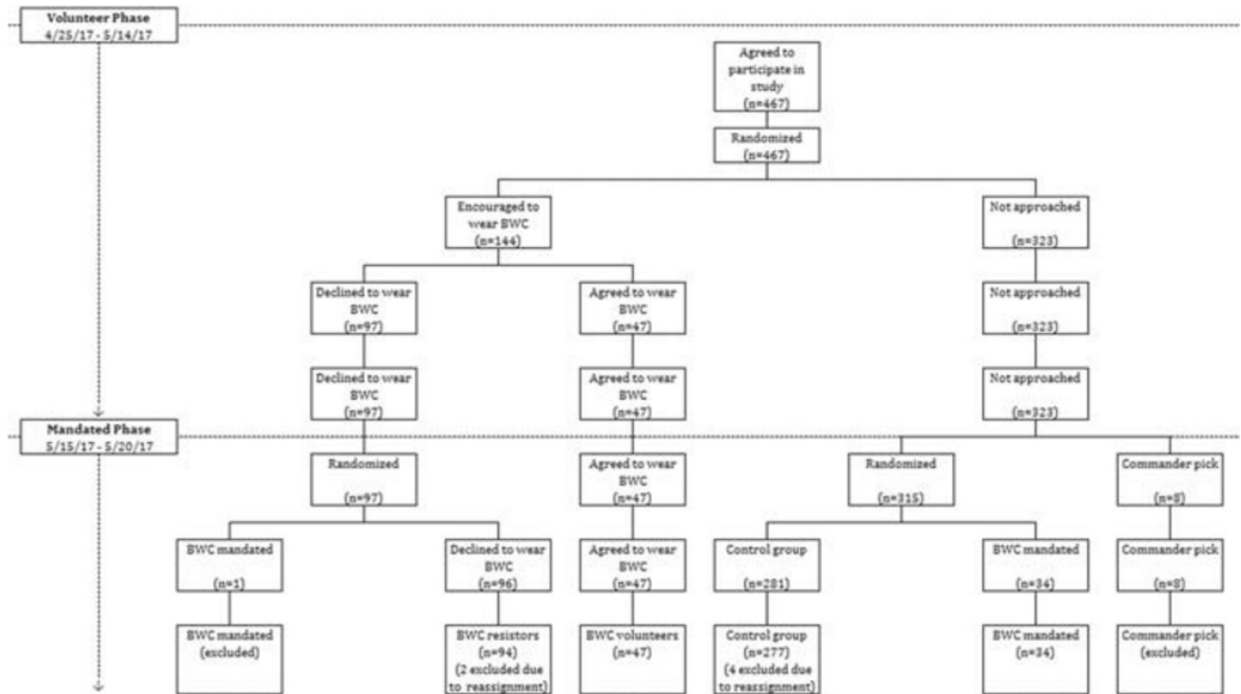 Volunteer Phase
4/25/17 - 5/14/17
Agreed to
participate in
study
(n=467)
Randomized
(n=467)
Encouraged to
wear BWC
(n=144)
Not approached
(n=323)
Declined to wear
BWC
(n=97)
Agreed to wear
BWC
(n=47)
Not approached
(n=323)
Declined to wear
BWC
(n=97)
Agreed to wear
BWC
(n=47)
Not approached
(n=323)
Mandated Phase
5/15/17 - 5/20/17
Randomized
(n=97)
Agreed to wear
BWC
(n=47)
Randomized
(n=315)
Commander pick
(n=8)
BWC mandated
(n=1)
Declined to wear
BWC
(n=96)
Agreed to wear
BWC
(n=47)
Control group
(n=281)
BWC mandated
(n=34)
Commander pick
(n=8)
BWC mandated
(excluded)
BWC resistors
(n=94)
(2 excluded due
to reassignment)
BWC volunteers
(n=47)
Control group
(n=277)
(4 excluded due
to reassignment)
BWC mandated
(n=34)
Commander pick
(excluded)